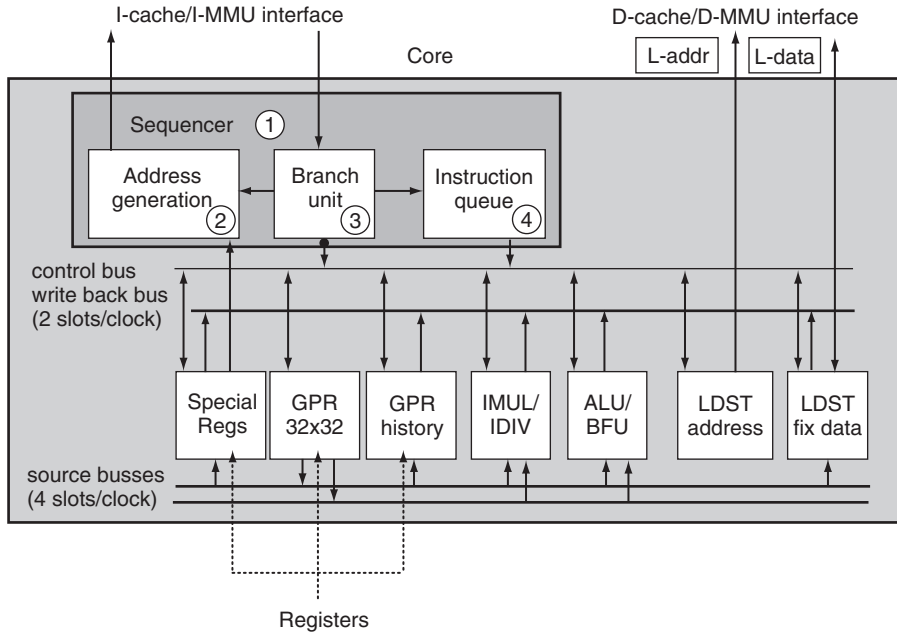 I-cache/I-MMU interface
D-cache/D-MMU interface
Core
L-addr
L-data
Sequencer 1
Address
generation
2
Branch
unit
3
Instruction
queue
4
control bus
write back bus
(2 slots/clock)
Special
Regs
GPR
32x32
GPR
history
IMUL/
IDIV
ALU/
BFU
LDST
address
LDST
fix data
source busses
(4 slots/clock)
Registers